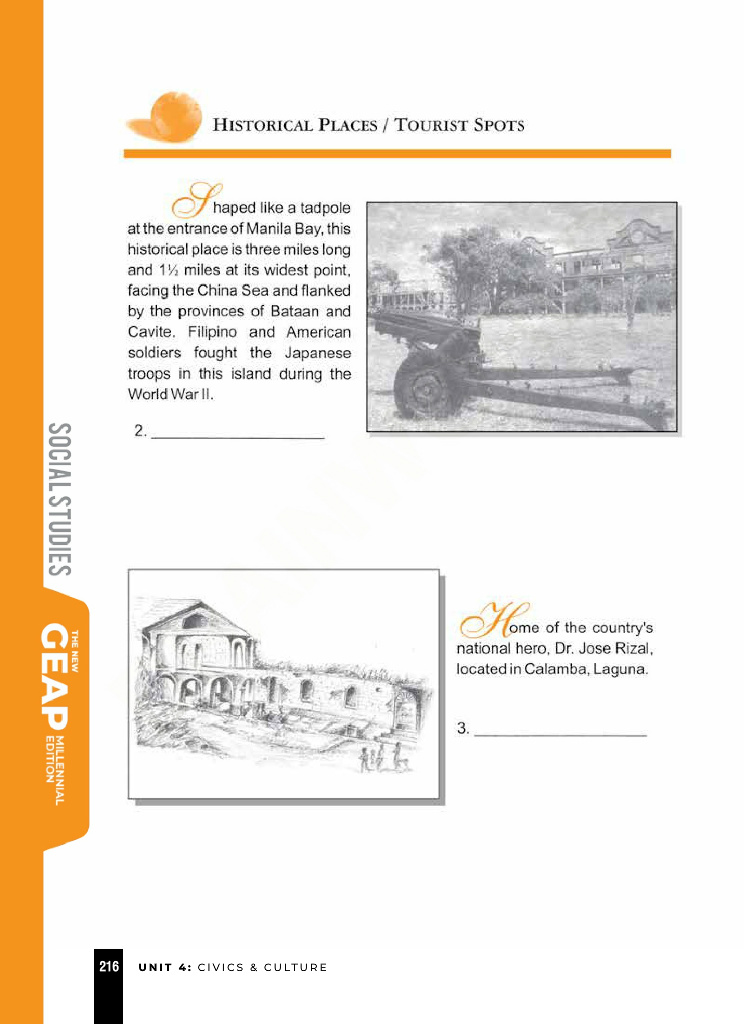 HISTORICAL PLACES / TOURIST SPOTS
Shaped like a tadpole
at the entrance of Manila Bay, this
historical place is three miles long
and 1½ miles at its widest point,
facing the China Sea and flanked
by the provinces of Bataan and
Cavite. Filipino and American
soldiers fought the Japanese
troops in this island during the
World War II.
2. ____________________
SOCIAL STUDIES
THE NEW
GEAP
MILLENNIAL
EDITION
Home of the country's
national hero, Dr. Jose Rizal,
located in Calamba, Laguna.
3. ____________________
216 UNIT 4: CIVICS & CULTURE